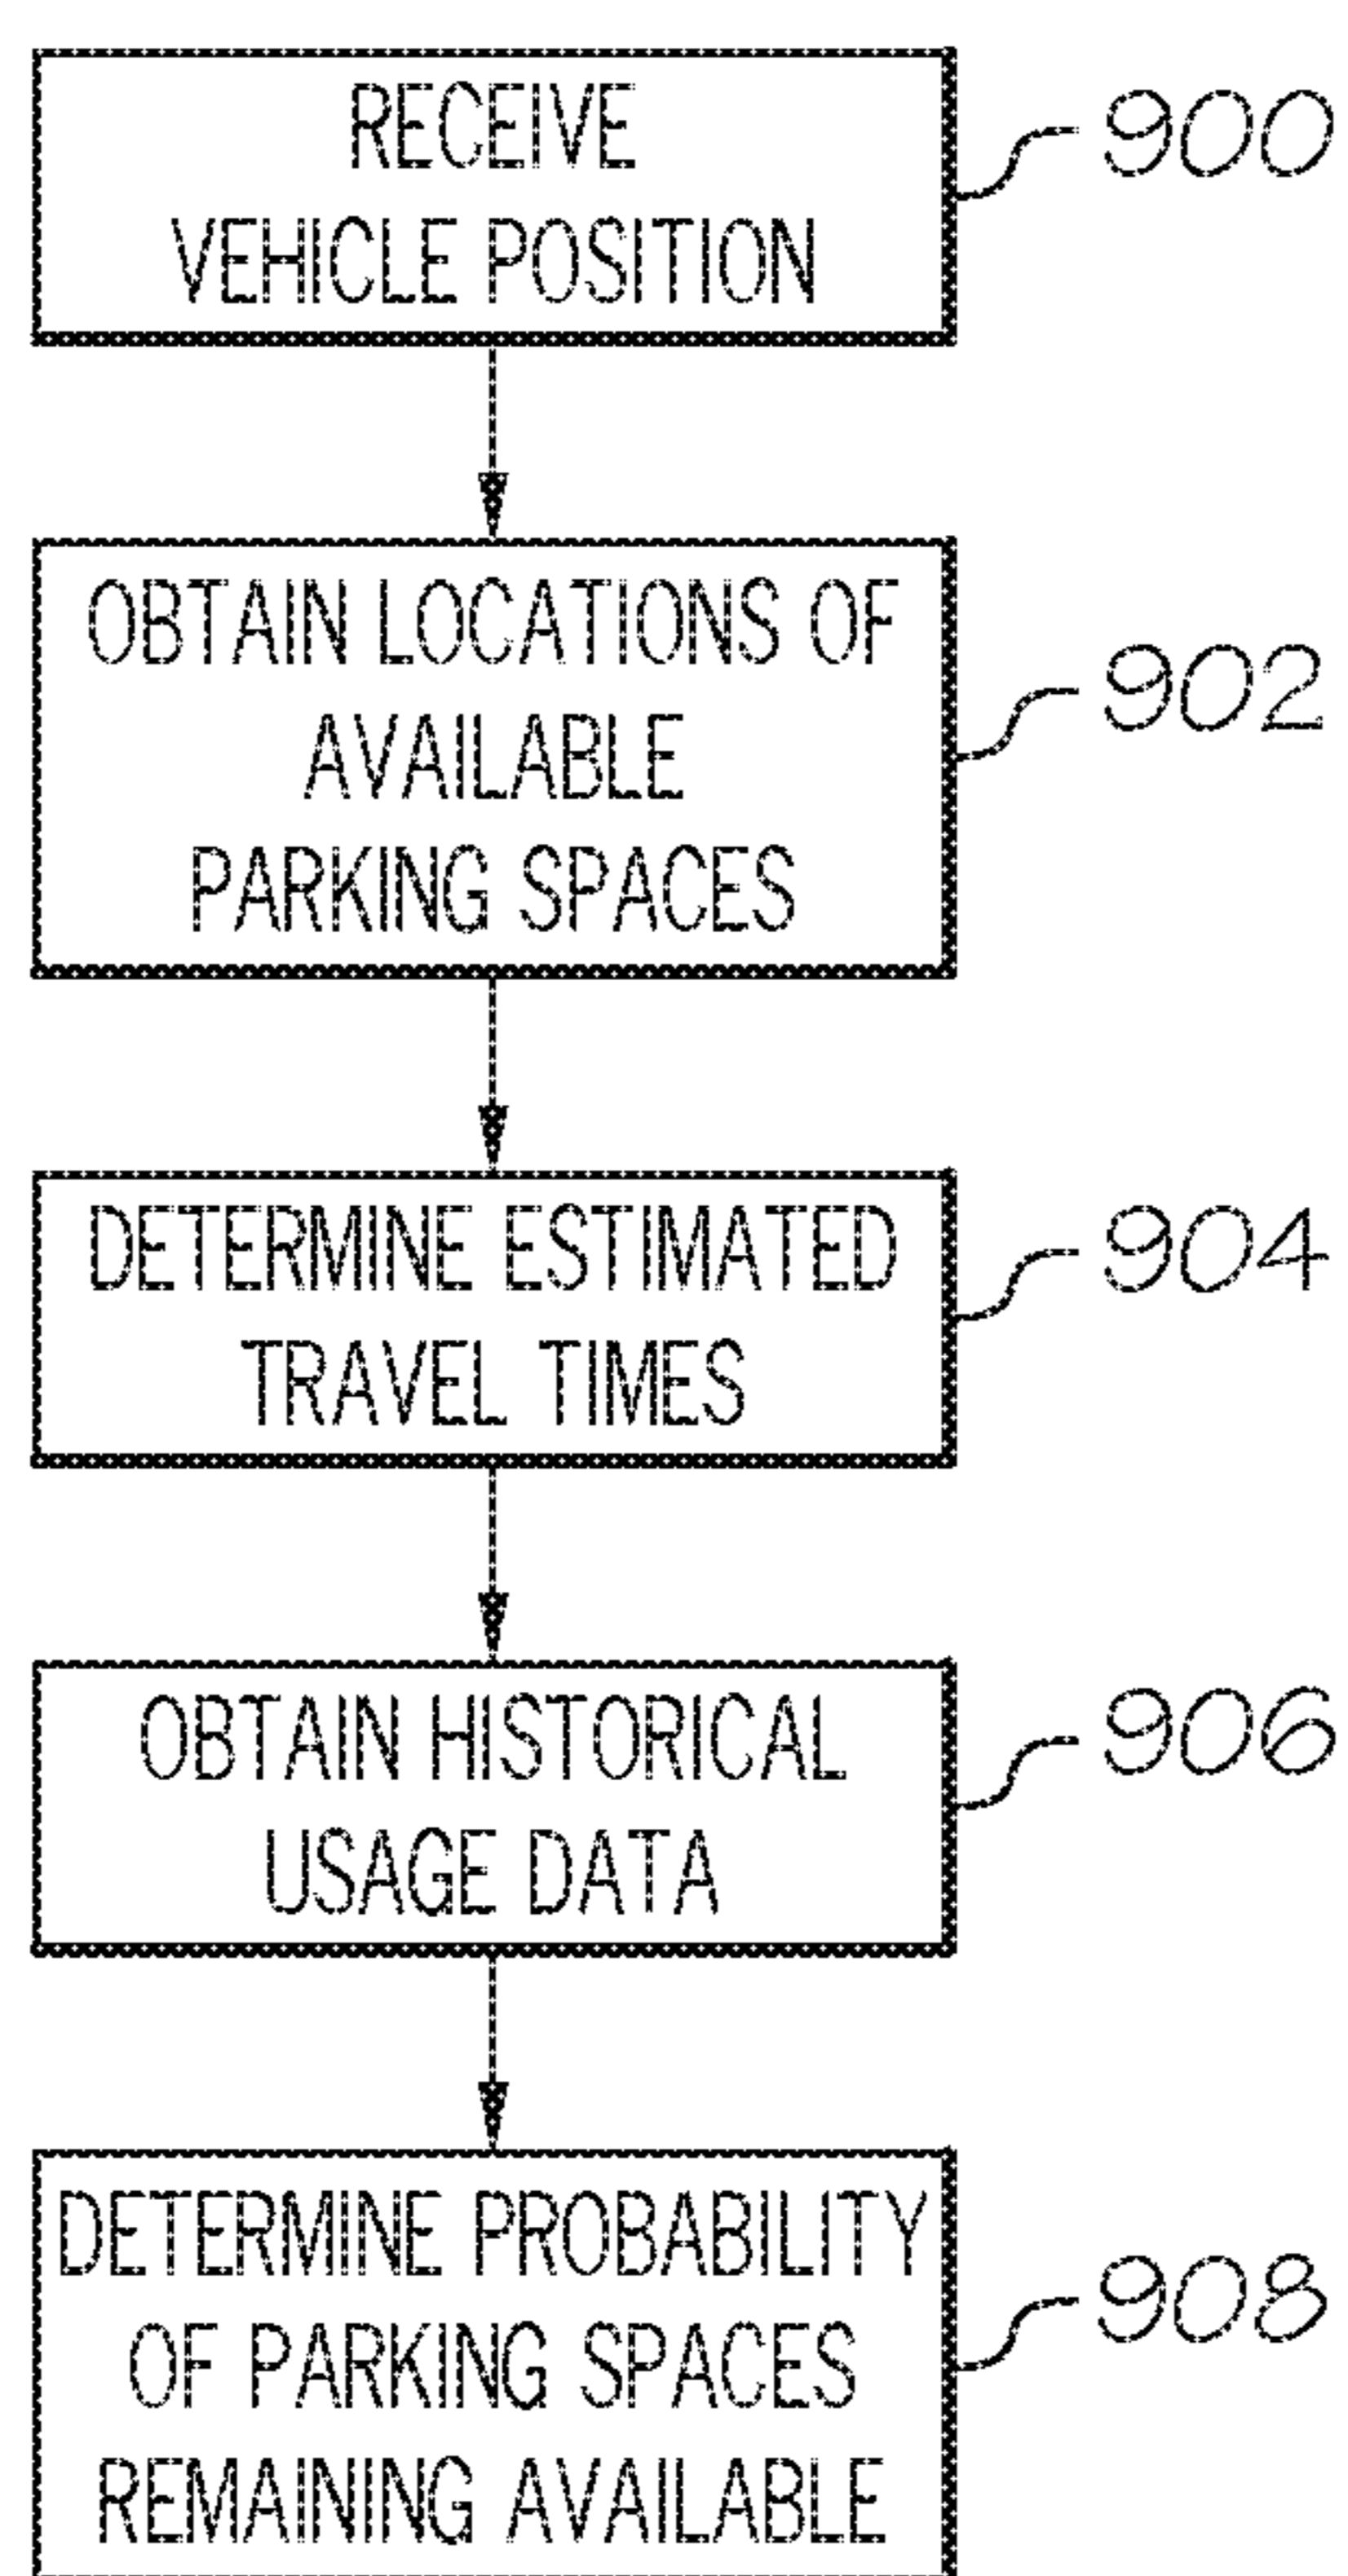 RECEIVE
VEHICLE POSITION
900
OBTAIN LOCATIONS OF
AVAILABLE
PARKING SPACES
902
DETERMINE ESTIMATED
TRAVEL TIMES
904
OBTAIN HISTORICAL
USAGE DATA
906
DETERMINE PROBABILITY
OF PARKING SPACES
REMAINING AVAILABLE
908